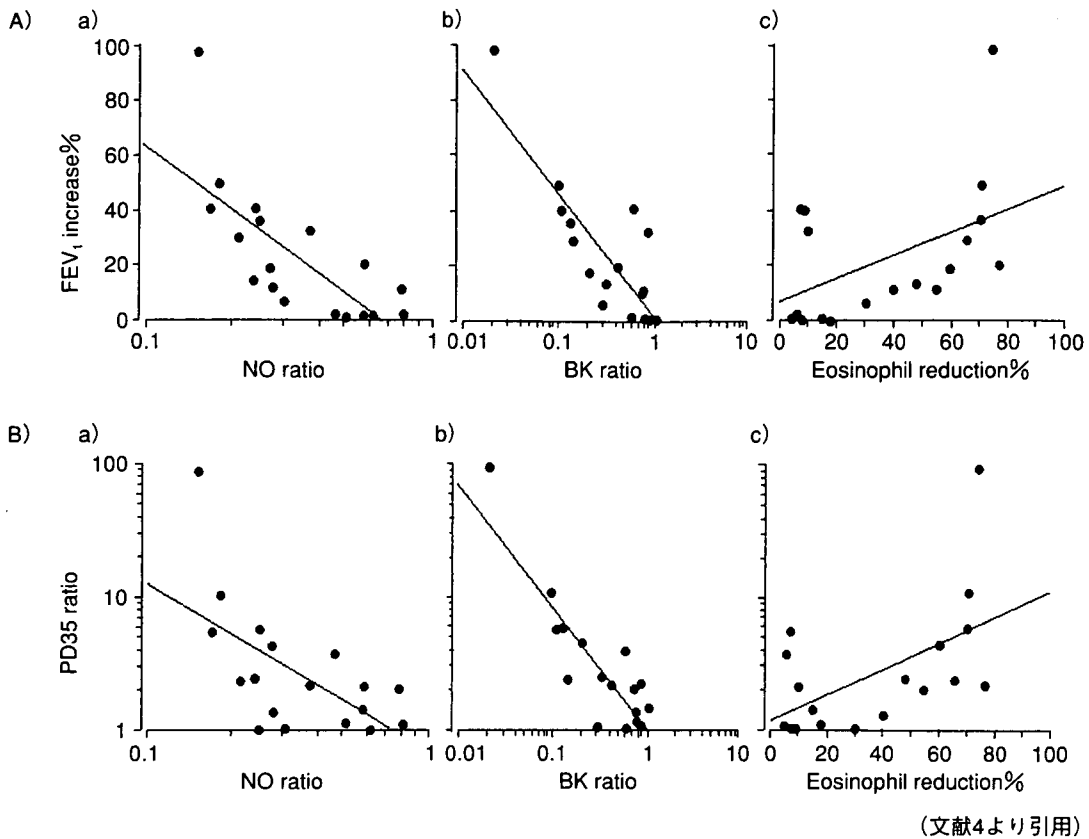 A)
a)
b)
c)
FEV₁ increase%
100
80
60
40
20
0
0.1
1
NO ratio
0.01
0.1
1
10
BK ratio
0
20
40
60
80
100
Eosinophil reduction%
B)
a)
b)
c)
PD35 ratio
100
10
1
0.1
1
NO ratio
0.01
0.1
1
10
BK ratio
0
20
40
60
80
100
Eosinophil reduction%
(文献4より引用)